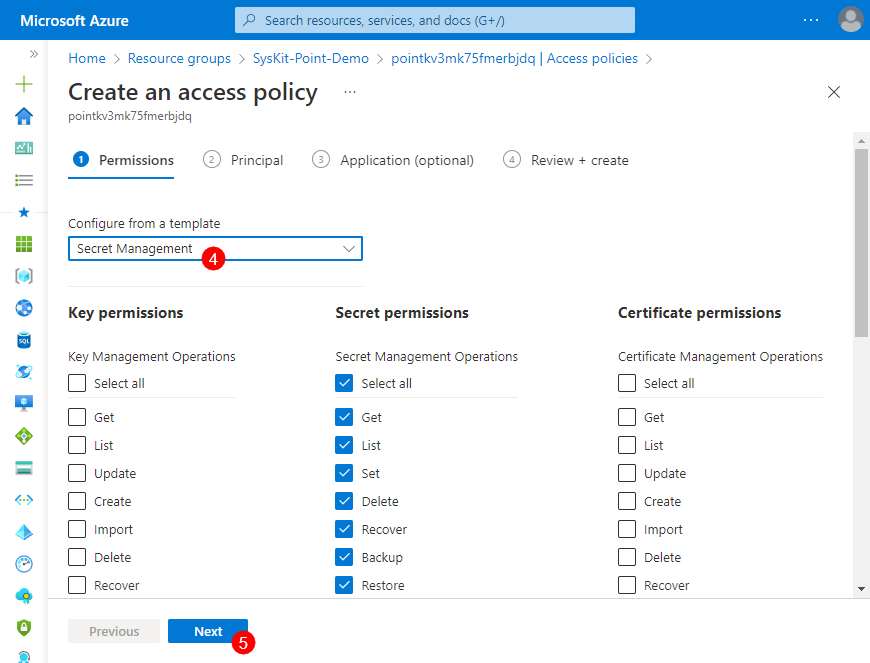 Microsoft Azure
Search resources, services, and docs (G+/)
...
»
Home > Resource groups > SysKit-Point-Demo > pointkv3mk75fmerbjdq | Access policies >
Create an access policy ...
pointkv3mk75fmerbjdq
1 Permissions 2 Principal 3 Application (optional) 4 Review + create
Configure from a template
Secret Management
4
Key permissions Secret permissions Certificate permissions
Key Management Operations Secret Management Operations Certificate Management Operations
Select all Select all Select all
Get Get Get
List List List
Update Set Update
Create Delete Create
Import Recover Import
Delete Backup Delete
Recover Restore Recover
SQL
Previous Next
5